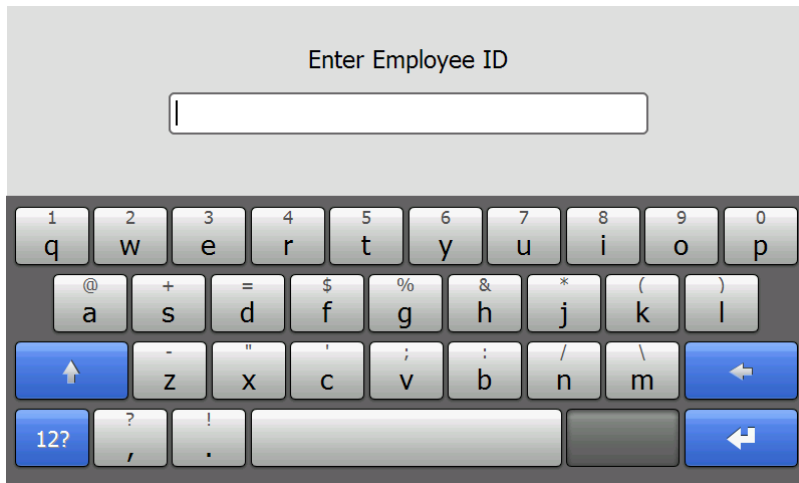 Enter Employee ID
1 2 3 4 5 6 7 8 9 0
q w e r t y u i o p
@ + = $ % & * ( )
a s d f g h j k l
- " ' ; : / \
z x c v b n m
? !
12? , .